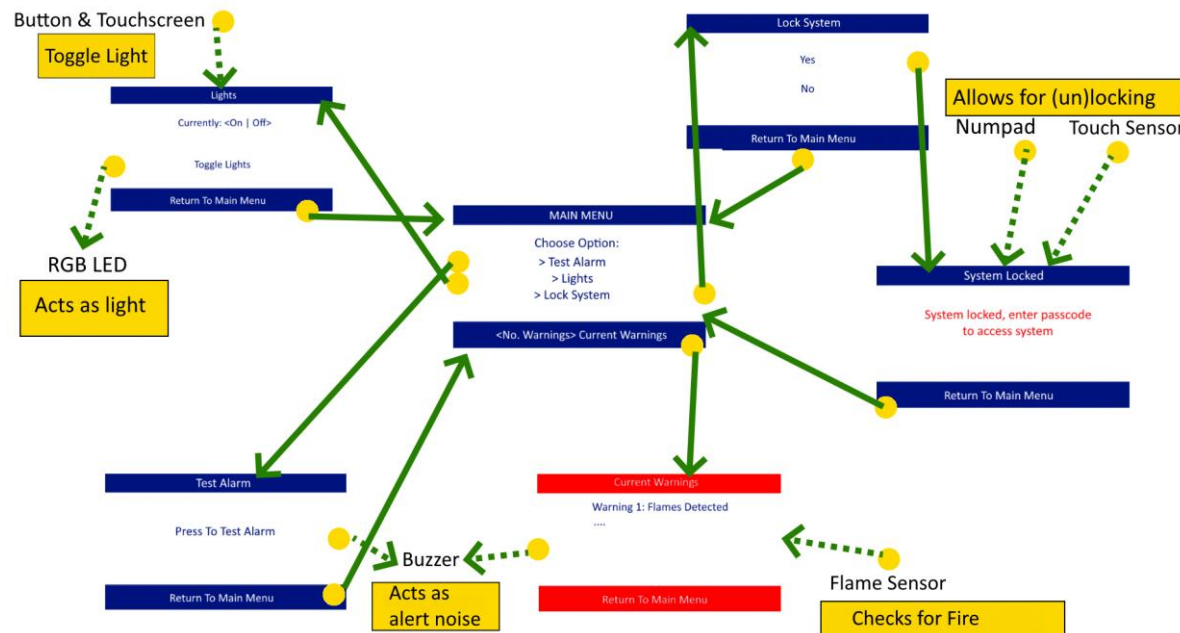 Button & Touchscreen
Toggle Light
Lights
Currently: <On | Off>
Toggle Lights
Return To Main Menu
RGB LED
Acts as light
Lock System
Yes
No
Return To Main Menu
Allows for (un)locking
Numpad
Touch Sensor
MAIN MENU
Choose Option:
> Test Alarm
> Lights
> Lock System
<No. Warnings> Current Warnings
System Locked
System locked, enter passcode
to access system
Return To Main Menu
Test Alarm
Press To Test Alarm
Return To Main Menu
Buzzer
Acts as
alert noise
Current Warnings
Warning 1: Flames Detected
....
Return To Main Menu
Flame Sensor
Checks for Fire